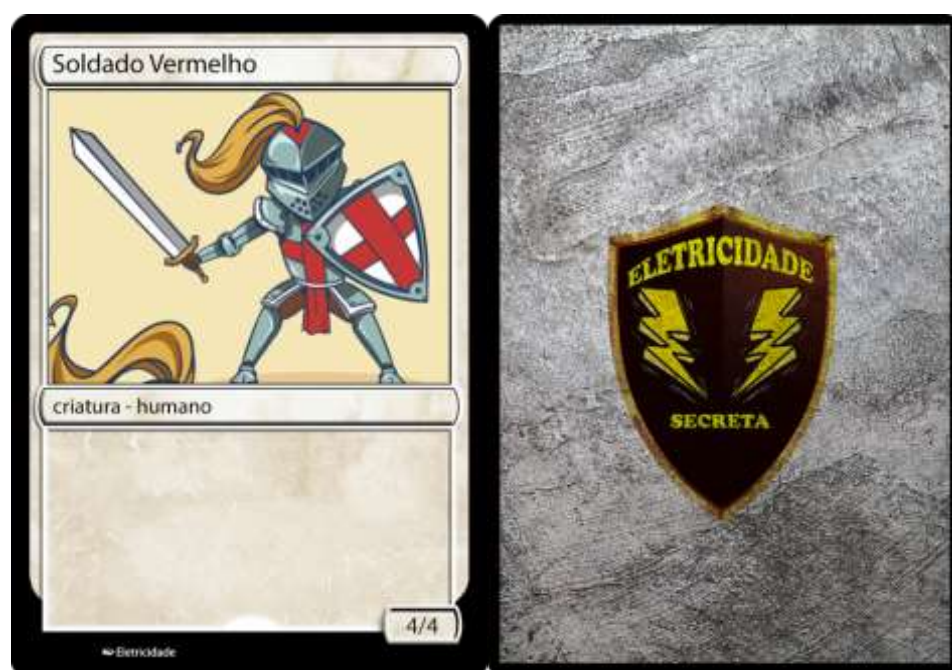 Soldado Vermelho
criatura - humano
4/4
Eletricidade
ELETRICIDADE
SECRETA